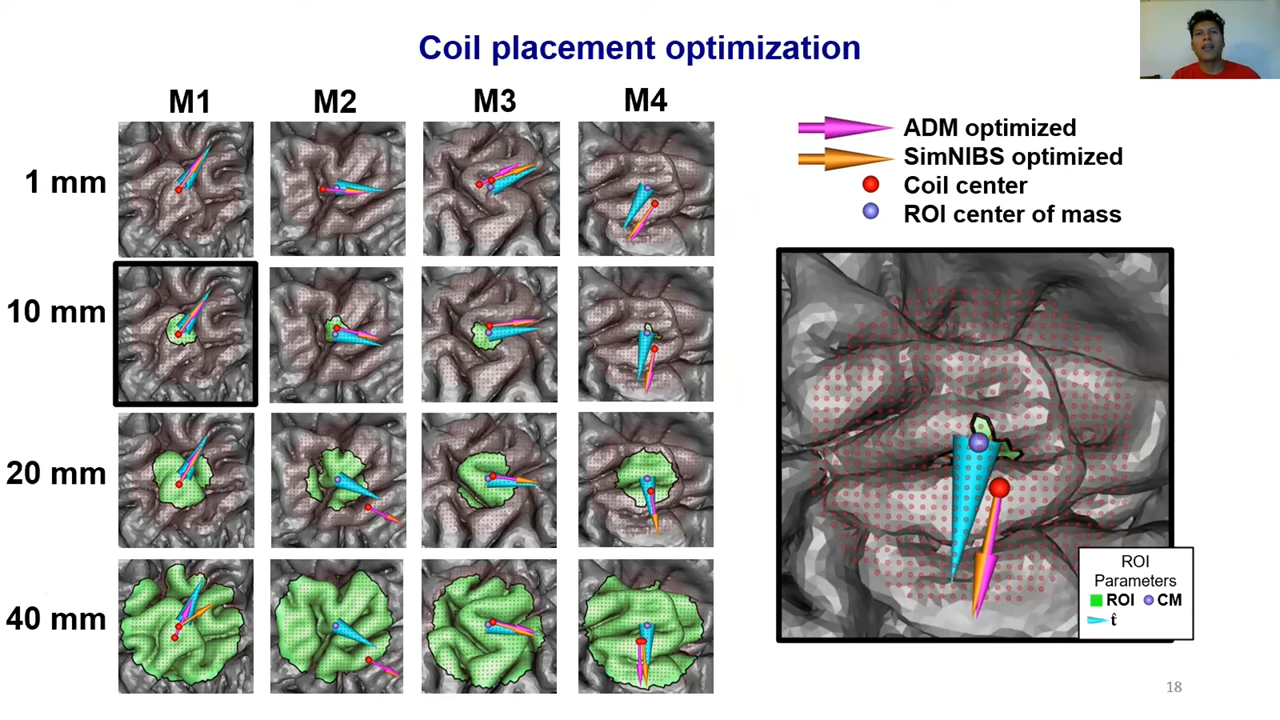 Coil placement optimization
M1 M2 M3 M4
1 mm
10 mm
20 mm
40 mm
ADM optimized
SimNIBS optimized
Coil center
ROI center of mass
ROI
Parameters
ROI CM
t̂
18